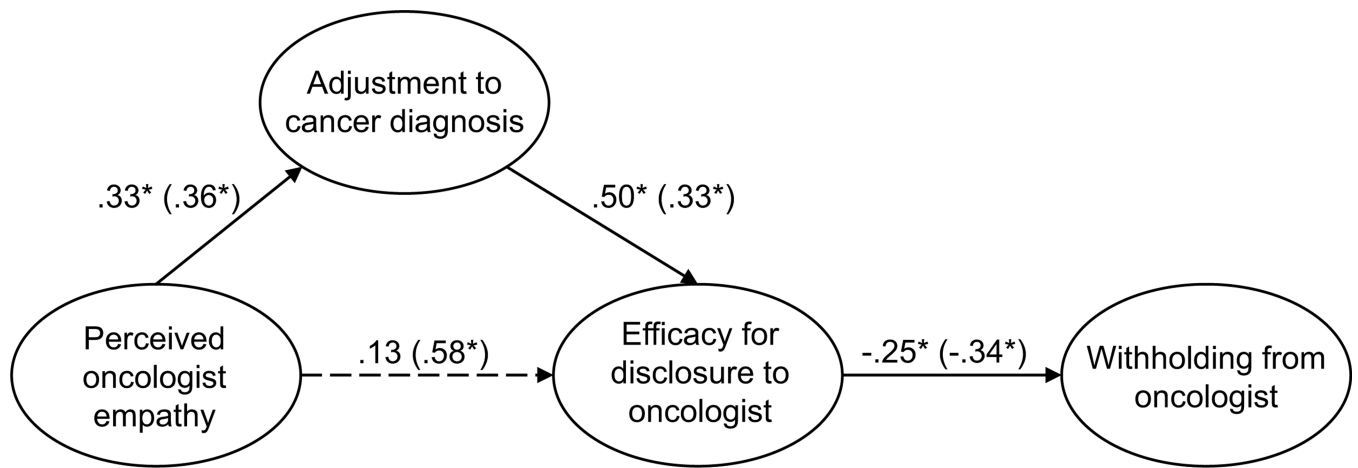 Adjustment to
cancer diagnosis
.33* (.36*)
.50* (.33*)
Perceived
oncologist
empathy
.13 (.58*)
Efficacy for
disclosure to
oncologist
-.25* (-.34*)
Withholding from
oncologist